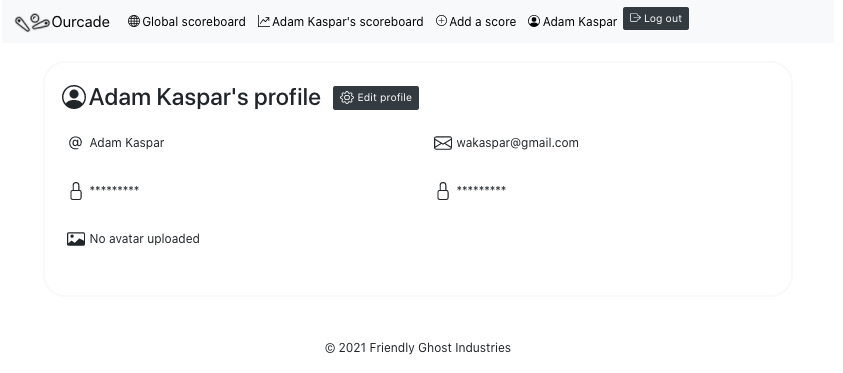 Ourcade Global scoreboard Adam Kaspar's scoreboard Add a score Adam Kaspar Log out
Adam Kaspar's profile Edit profile
@ Adam Kaspar wakaspar@gmail.com
********* *********
No avatar uploaded
© 2021 Friendly Ghost Industries